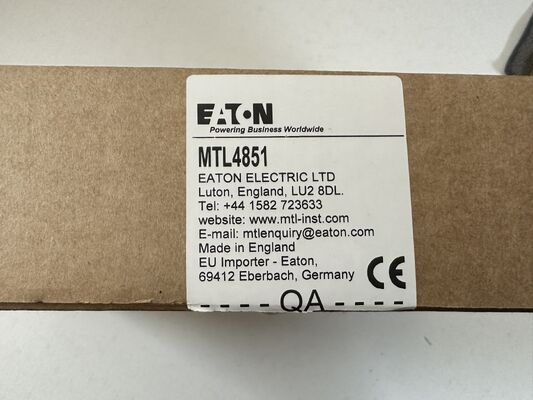 EATON
Powering Business Worldwide
MTL4851
EATON ELECTRIC LTD
Luton, England, LU2 8DL.
Tel: +44 1582 723633
website: www.mtl-inst.com
E-mail: mtlenquiry@eaton.com
Made in England
EU Importer - Eaton,
69412 Eberbach, Germany
CE
- - - - QA - - - -